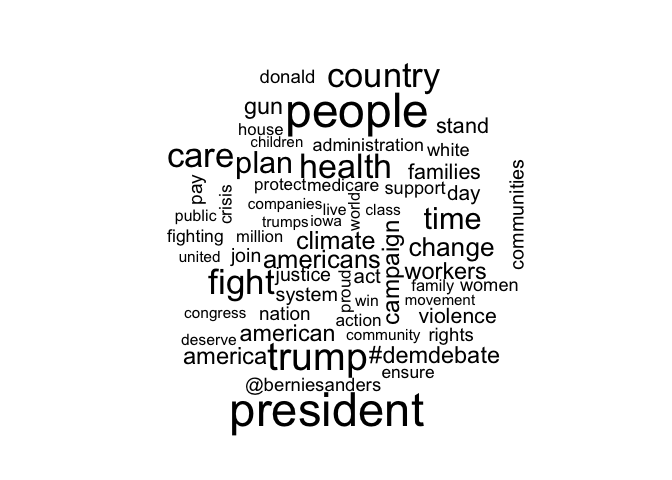 donald country
gun people
house stand
children administration white
care plan health families
protect medicare support day
pay crisis companies live world class communities
public trumps iowa time
fighting million climate campaign change
united join americans workers
fight justice proud act family women
system win movement
congress nation action violence
deserve american community rights
america trump #demdebate
ensure
@berniesanders
president